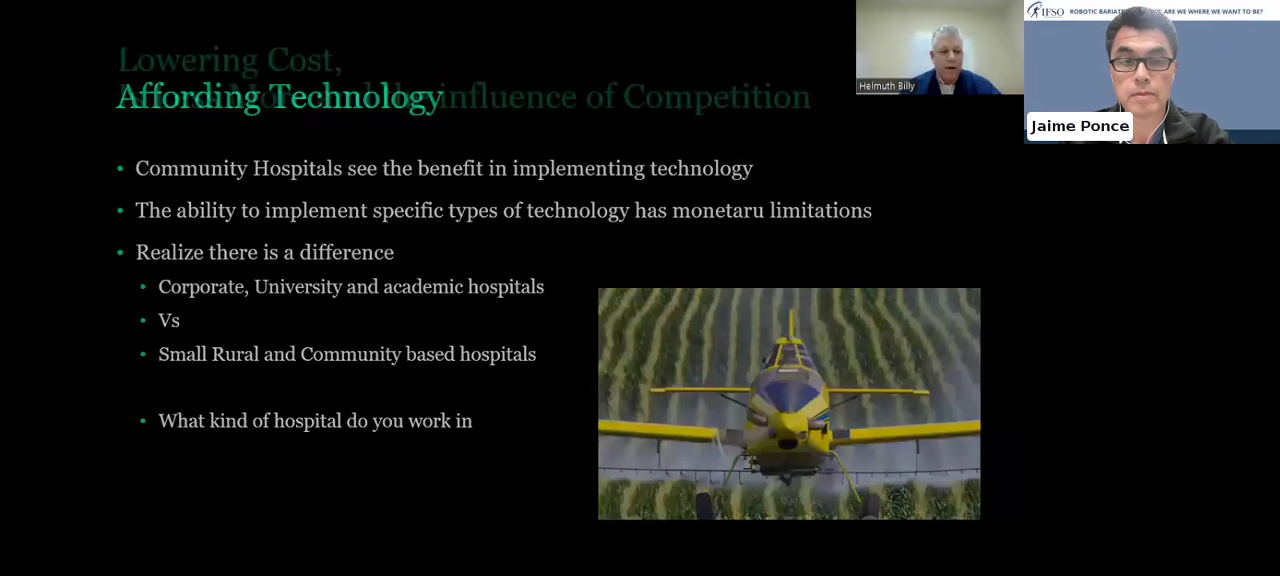 Lowering Cost,
Affording Technology
influence of Competition
Community Hospitals see the benefit in implementing technology
The ability to implement specific types of technology has monetaru limitations
Realize there is a difference
Corporate, University and academic hospitals
Vs
Small Rural and Community based hospitals
What kind of hospital do you work in
Helmuth Billy
IFSO
ROBOTIC BARIATRIC
ARE WE WHERE WE WANT TO BE?
Jaime Ponce